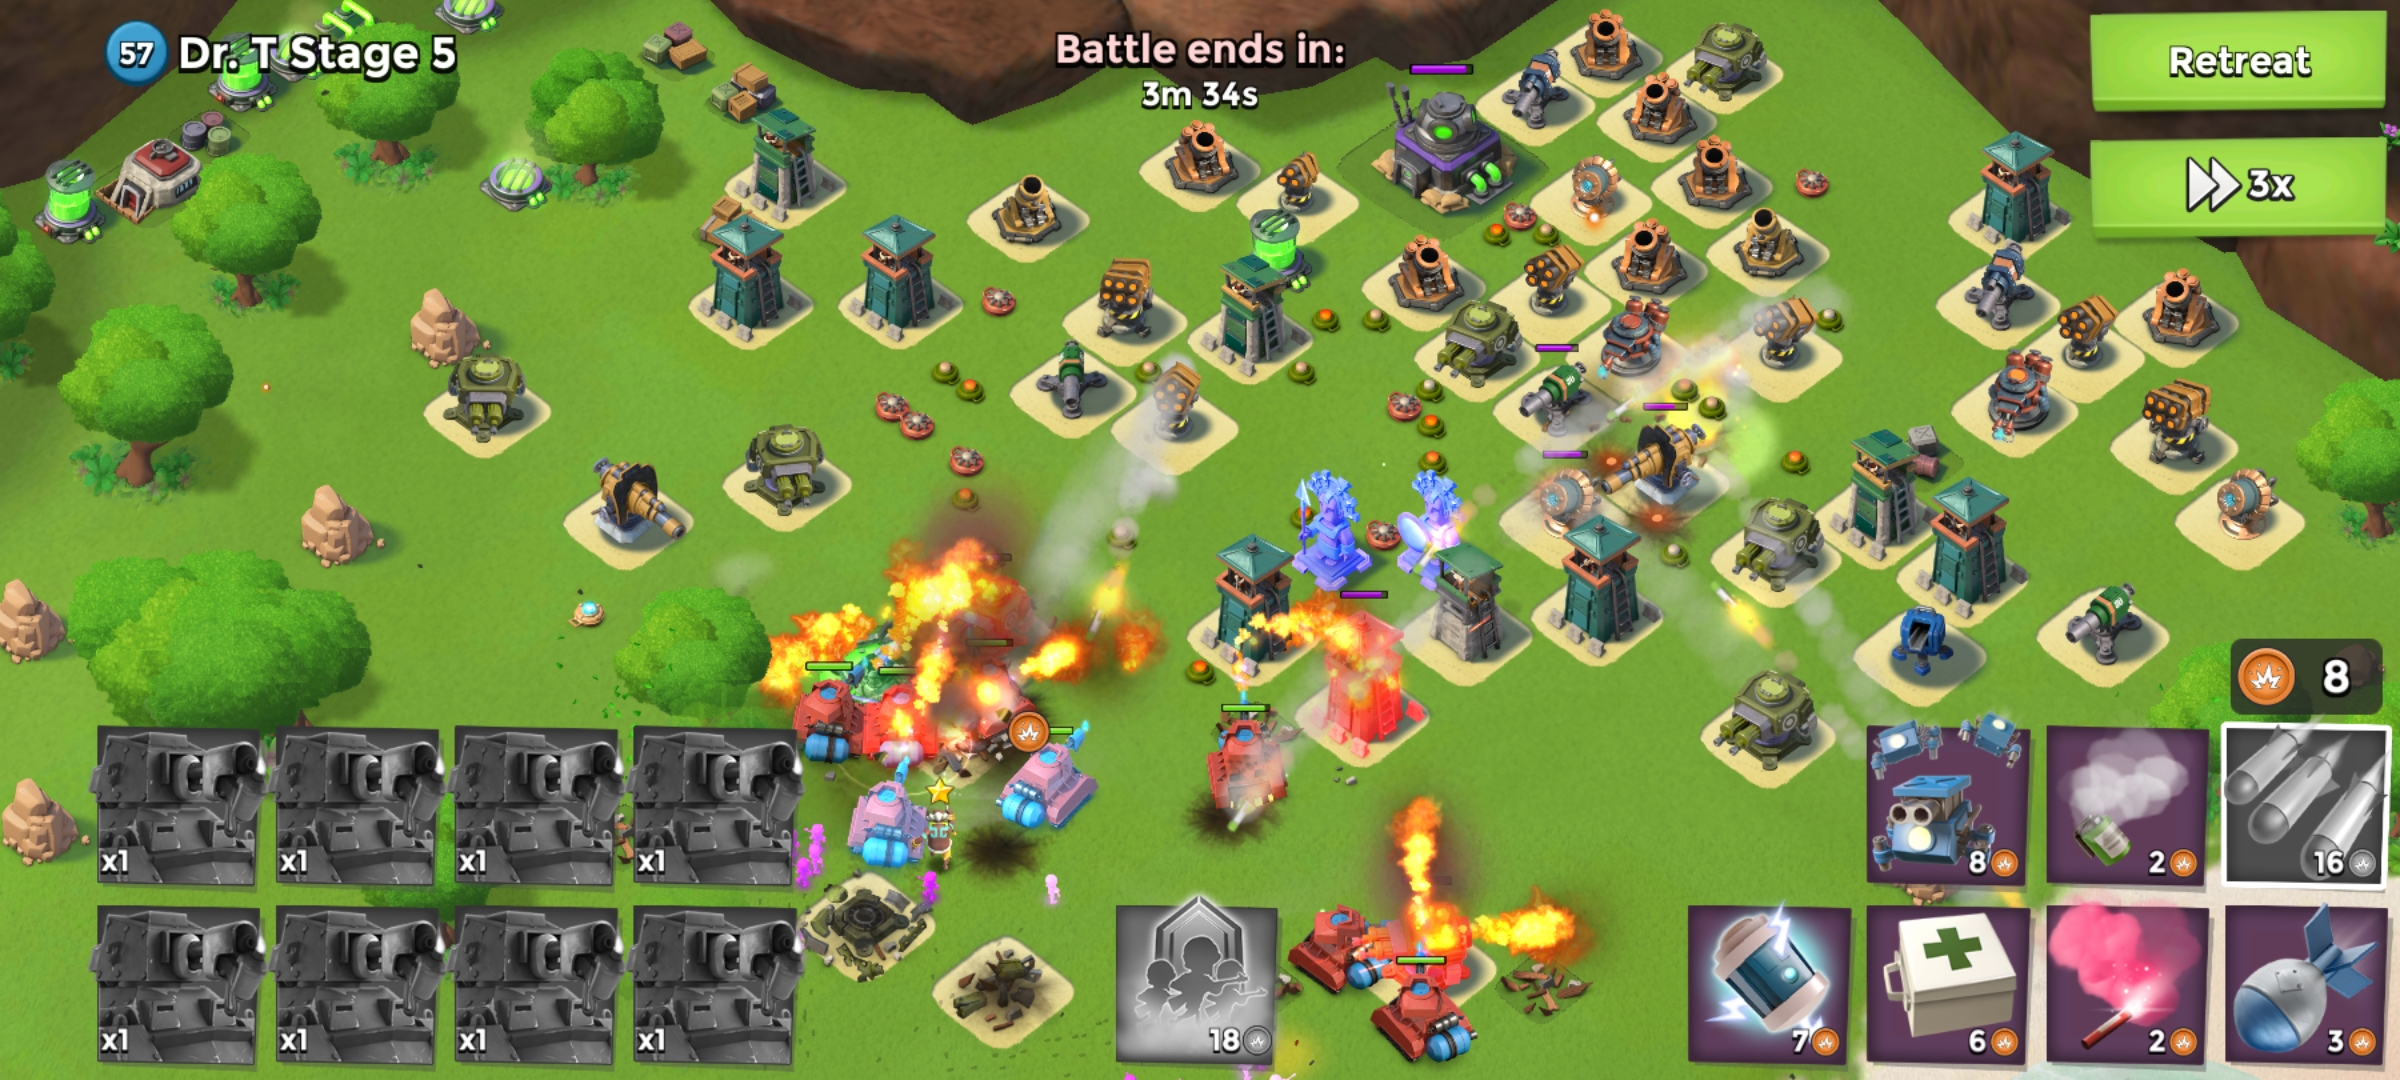 57 Dr. T Stage 5
Battle ends in:
3m 34s
Retreat
3x
8
x1 x1 x1 x1
8 2 16
x1 x1 x1 x1
18 7 6 2 3